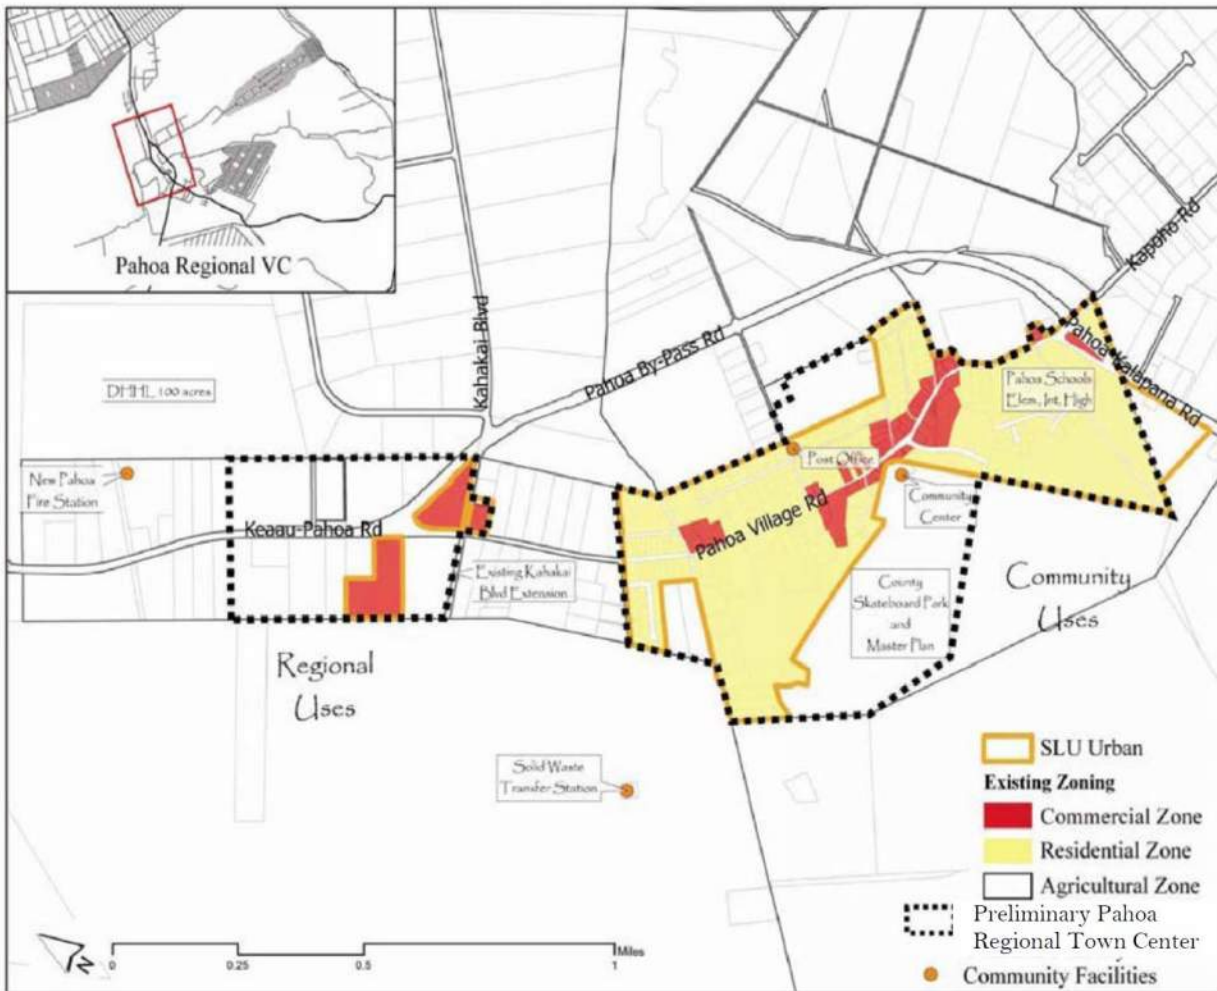 Pahoa Regional VC
Kahakai Blvd
Pahoa By-Pass Rd
Kapoho Rd
Pahoa Kalapana Rd
DHHL 100 acres
Pahoa Schools
Elem, Int, High
New Pahoa
Fire Station
Post Office
Community
Center
Keaau-Pahoa Rd
Pahoa Village Rd
Existing Kahakai
Blvd Extension
County
Skateboard Park
and
Master Plan
Community
Uses
Regional
Uses
Solid Waste
Transfer Station
SLU Urban
Existing Zoning
Commercial Zone
Residential Zone
Agricultural Zone
Preliminary Pahoa
Regional Town Center
Community Facilities
N
Miles
0 0.25 0.5 1